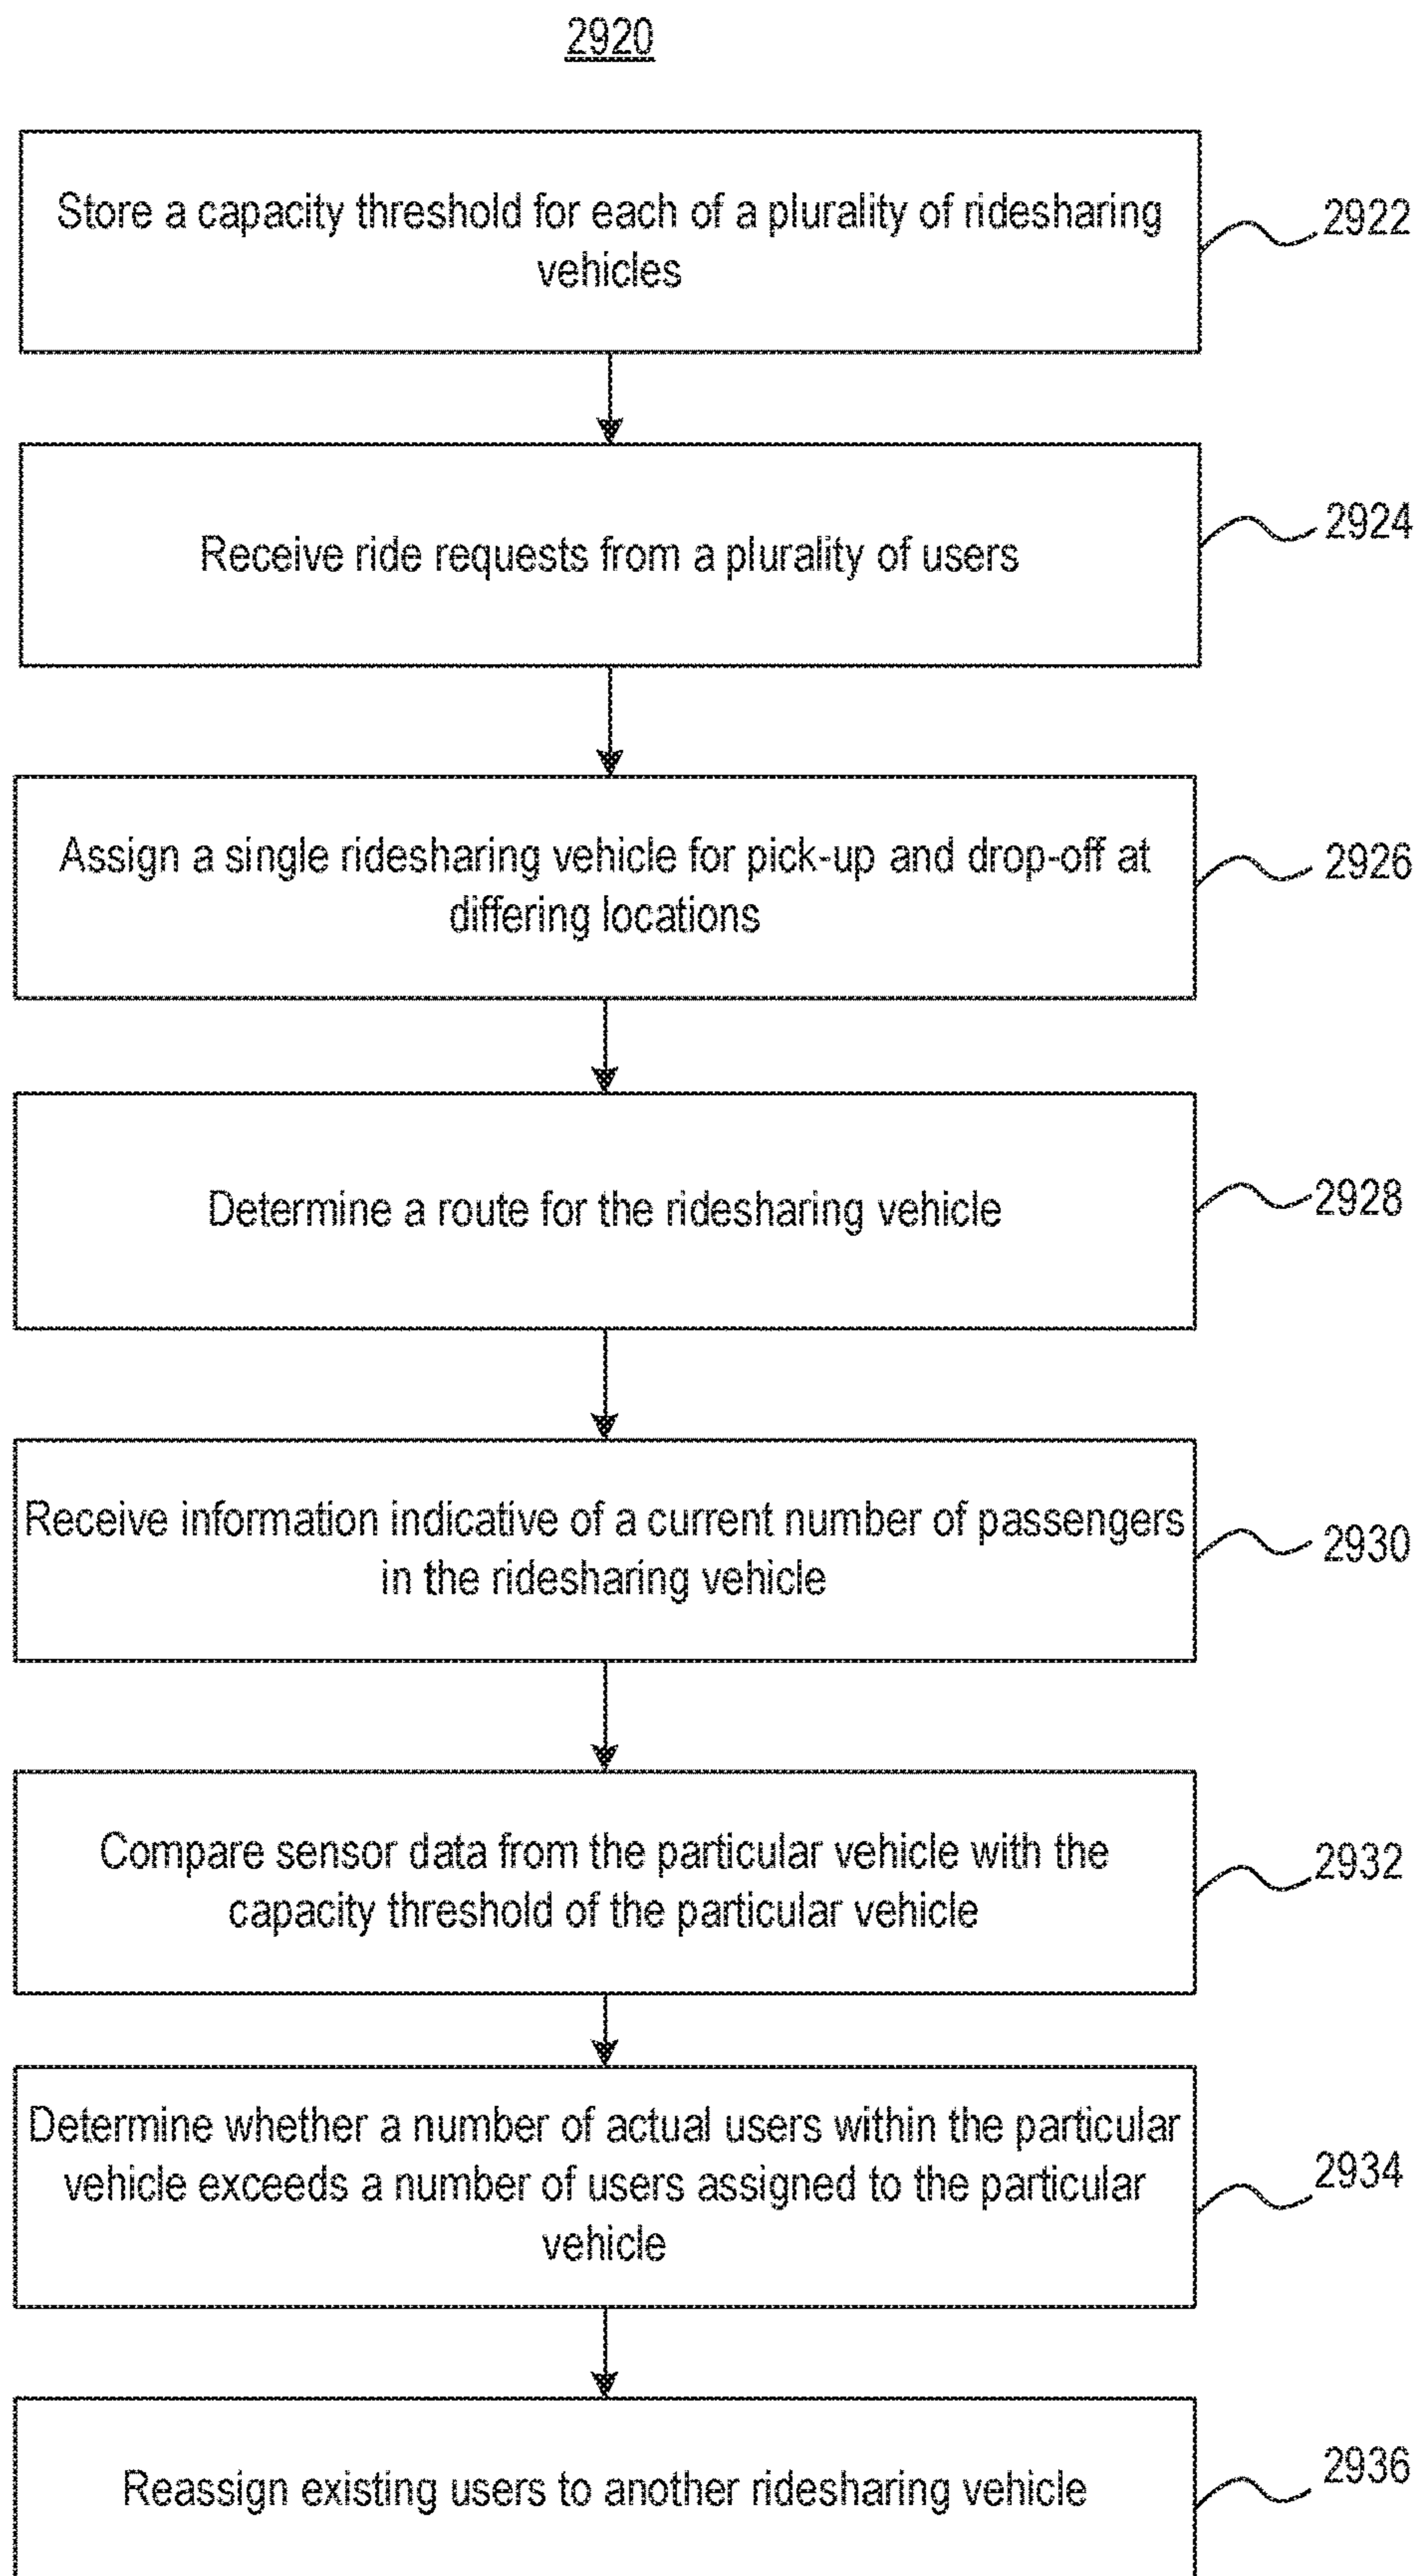 2920
Store a capacity threshold for each of a plurality of ridesharing
vehicles
2922
Receive ride requests from a plurality of users
2924
Assign a single ridesharing vehicle for pick-up and drop-off at
differing locations
2926
Determine a route for the ridesharing vehicle
2928
Receive information indicative of a current number of passengers
in the ridesharing vehicle
2930
Compare sensor data from the particular vehicle with the
capacity threshold of the particular vehicle
2932
Determine whether a number of actual users within the particular
vehicle exceeds a number of users assigned to the particular
vehicle
2934
Reassign existing users to another ridesharing vehicle
2936